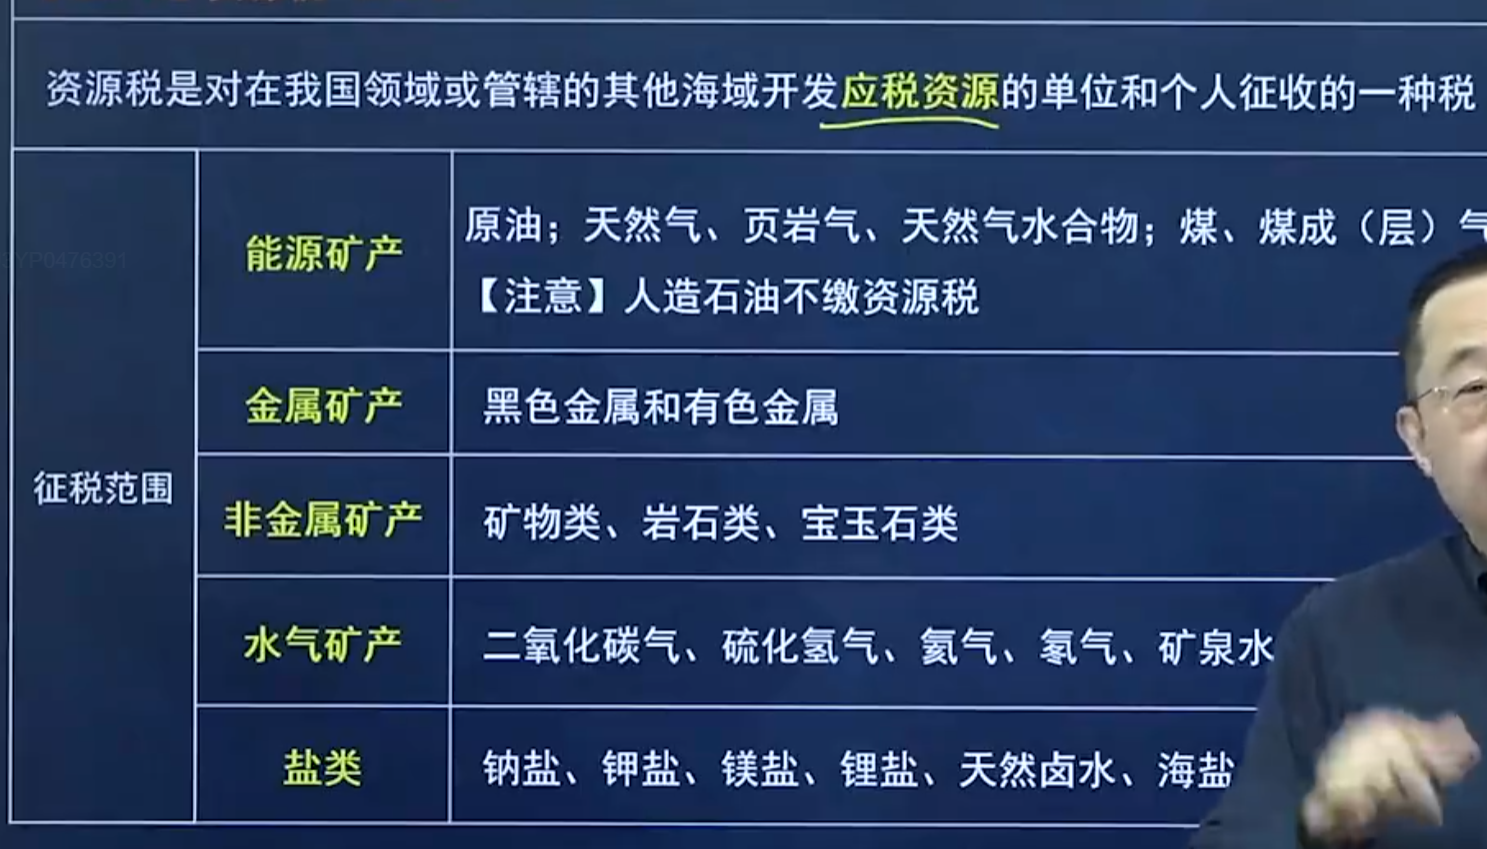 资源税是对在我国领域或管辖的其他海域开发应税资源的单位和个人征收的一种税
征税范围
能源矿产
原油；天然气、页岩气、天然气水合物；煤、煤成（层）气
【注意】人造石油不缴资源税
金属矿产
黑色金属和有色金属
非金属矿产
矿物类、岩石类、宝玉石类
水气矿产
二氧化碳气、硫化氢气、氦气、氡气、矿泉水
盐类
钠盐、钾盐、镁盐、锂盐、天然卤水、海盐